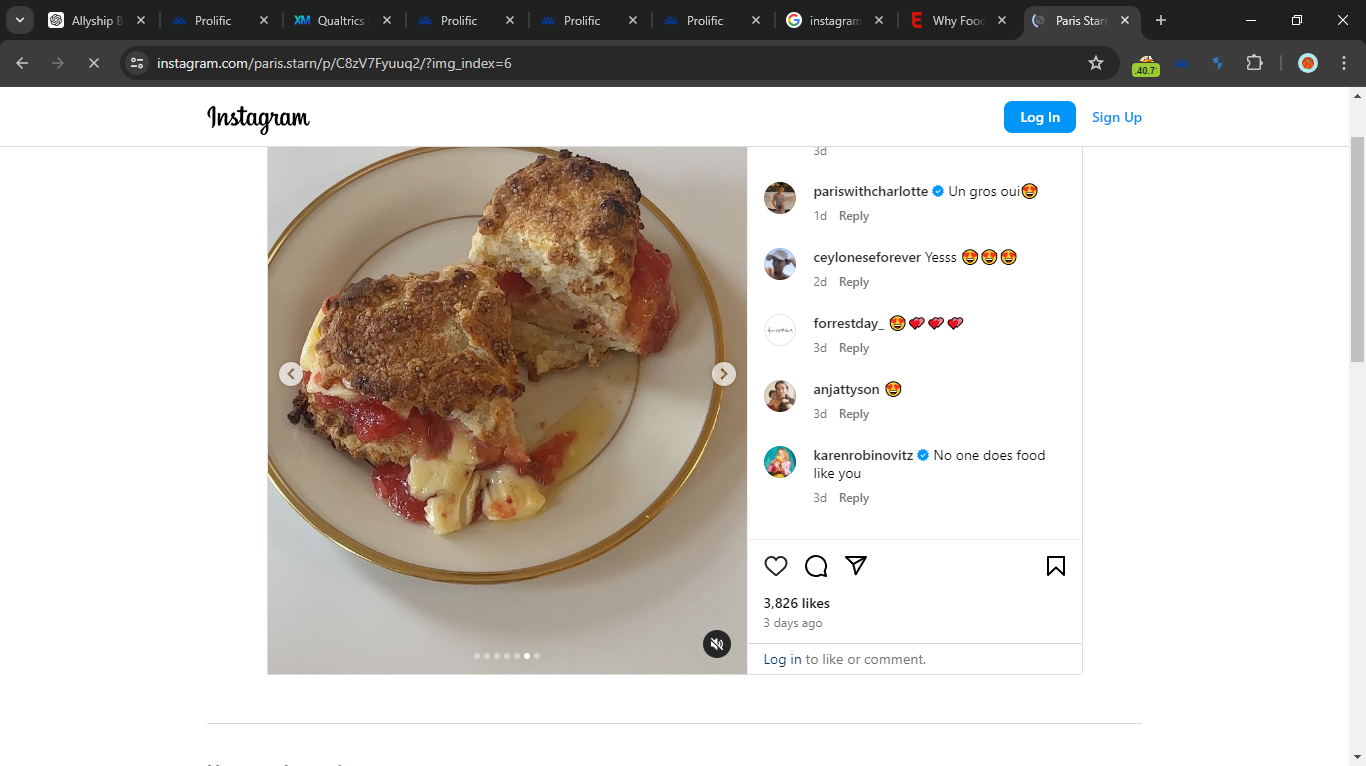 Allyship B
Prolific
Qualtrics
Prolific
Prolific
Prolific
instagram
Why Food
Paris Starn
instagram.com/paris.starn/p/C8zV7Fyuuq2/?img_index=6
Instagram
Log In
Sign Up
3d
pariswithcharlotte Un gros oui🤩
1d Reply
ceyloneseforever Yesss 🤩🤩🤩
2d Reply
forrestday_ 🤩💕💕💕
3d Reply
anjattyson 🤩
3d Reply
karenrobinovitz No one does food
like you
3d Reply
3,826 likes
3 days ago
Log in to like or comment.